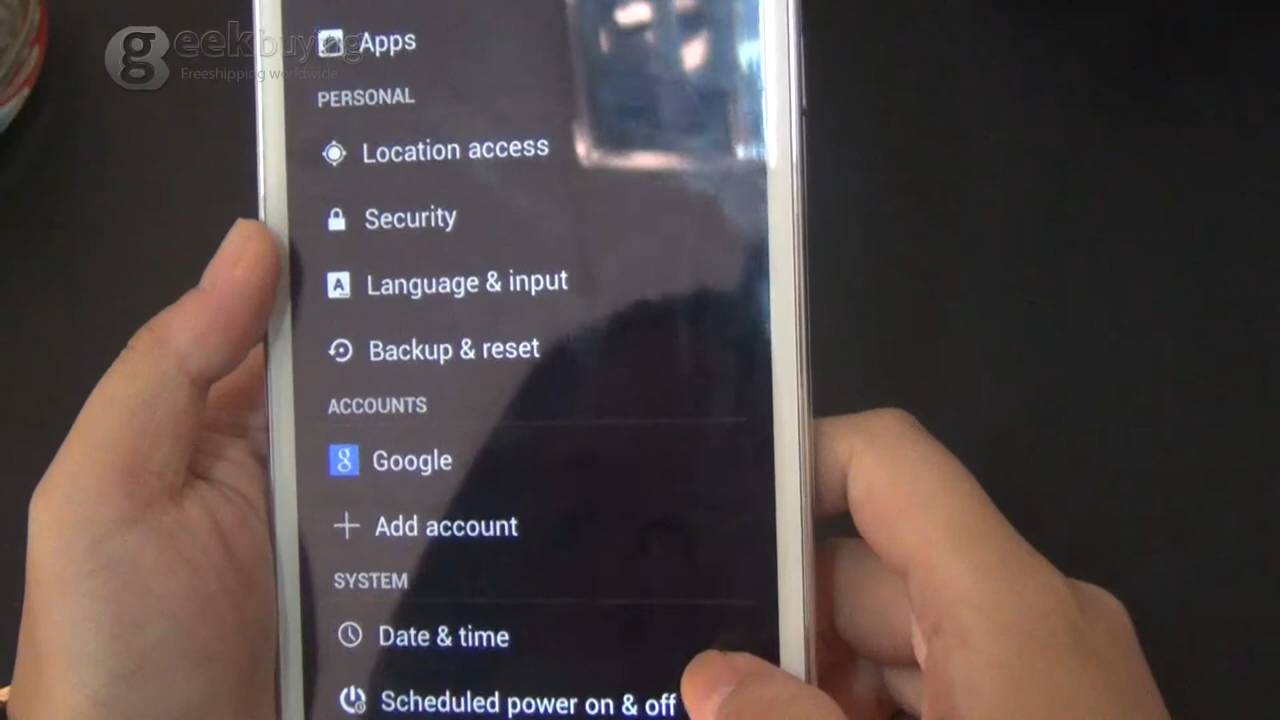 geekbuying
Freeshipping worldwide
Apps
PERSONAL
Location access
Security
A
Language & input
Backup & reset
ACCOUNTS
g
Google
Add account
SYSTEM
Date & time
Scheduled power on & off